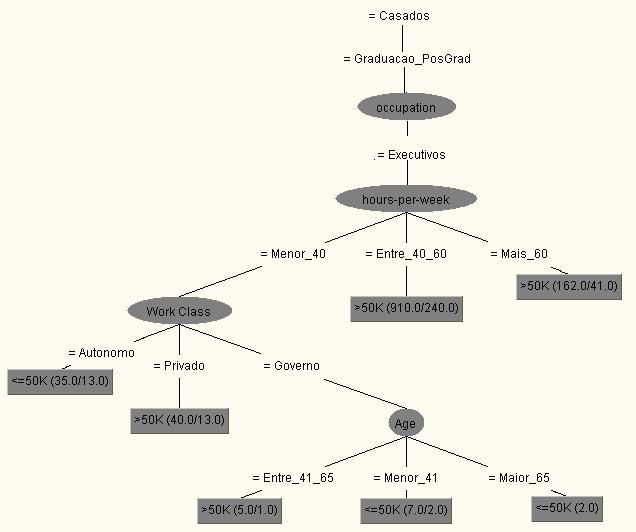 = Casados
= Graduacao_PosGrad
occupation
.= Executivos
hours-per-week
= Menor_40
= Entre_40_60
= Mais_60
>50K (162.0/41.0)
>50K (910.0/240.0)
Work Class
= Autonomo
= Privado
= Governo
<=50K (35.0/13.0)
>50K (40.0/13.0)
Age
= Entre_41_65
= Menor_41
= Maior_65
>50K (5.0/1.0)
<=50K (7.0/2.0)
<=50K (2.0)